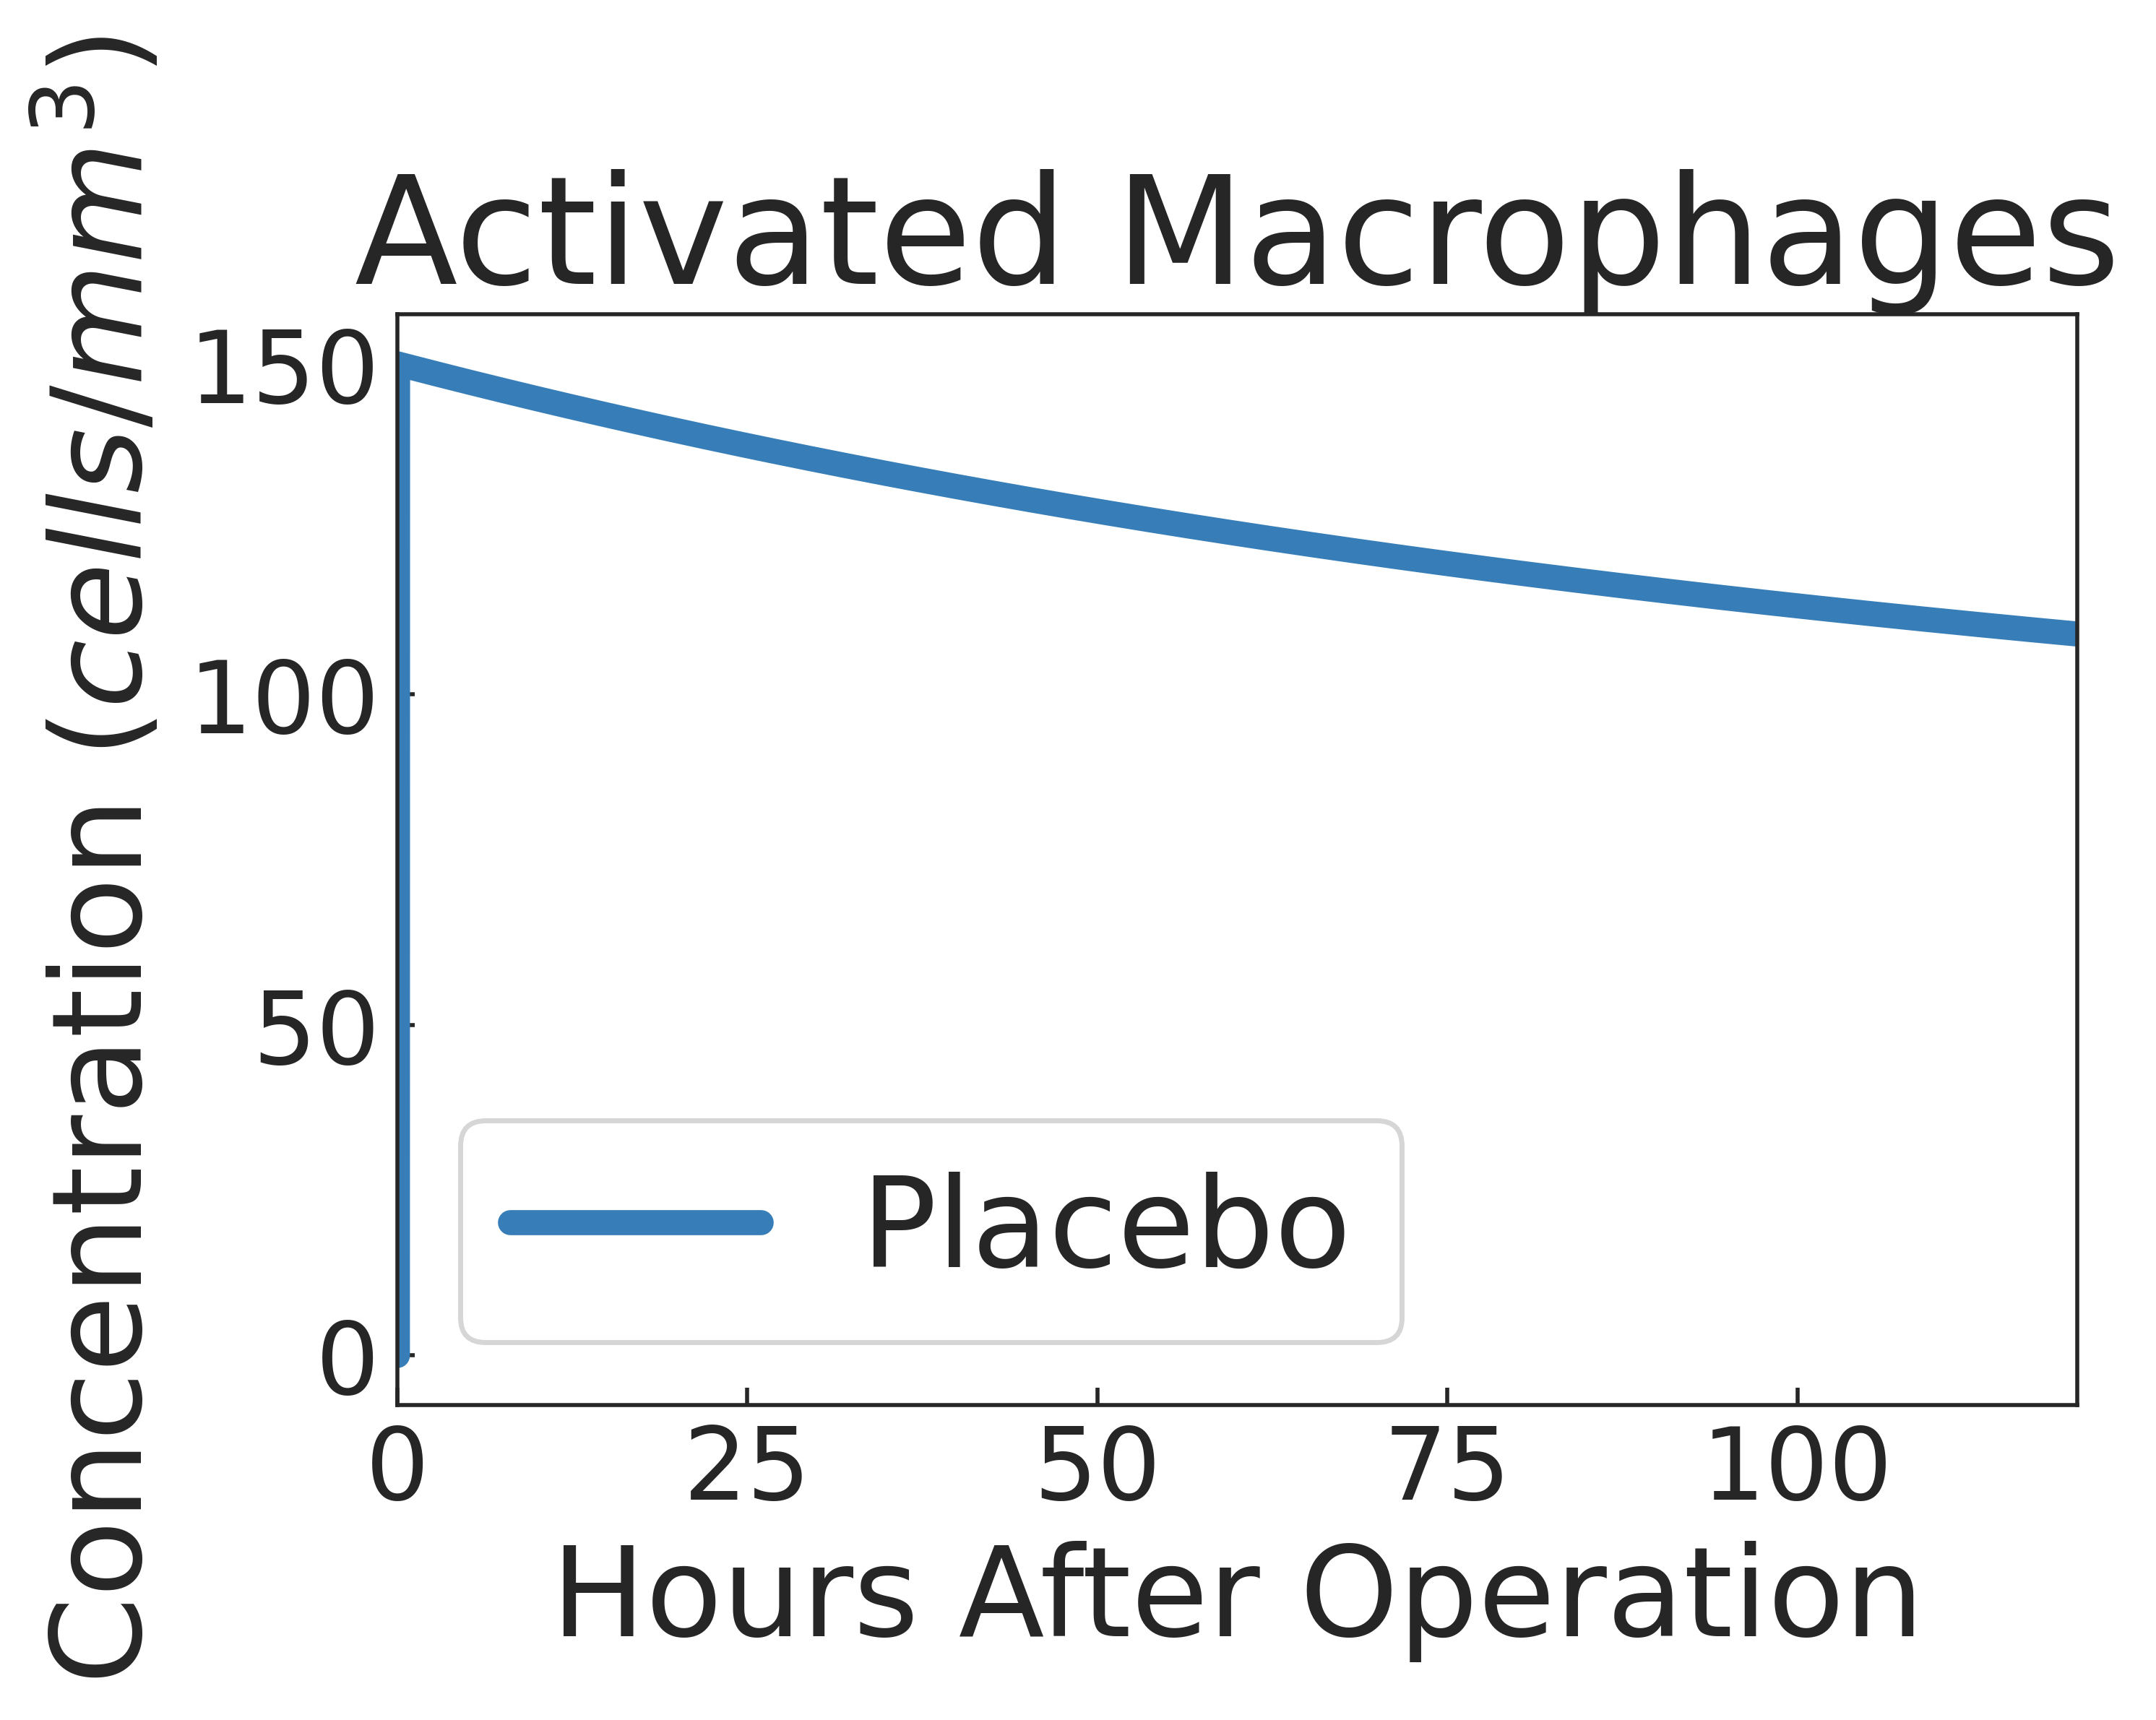 Activated Macrophages
Concentration (cells/mm³)
150
100
50
0
Placebo
0 25 50 75 100
Hours After Operation